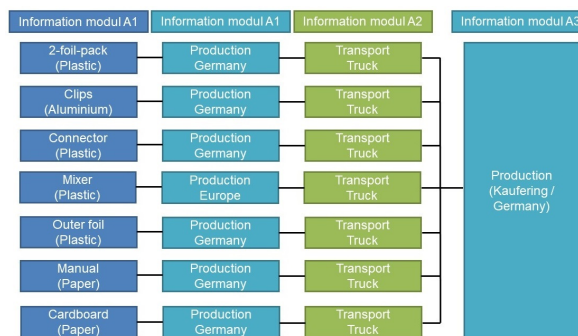 Information modul A1 Information modul A1 Information modul A2 Information modul A3
2-foil-pack Production Transport
(Plastic) Germany Truck
Clips Production Transport
(Aluminium) Germany Truck
Connector Production Transport
(Plastic) Germany Truck
Mixer Production Transport Production
(Plastic) Europe Truck (Kaufering /
Germany)
Outer foil Production Transport
(Plastic) Germany Truck
Manual Production Transport
(Paper) Germany Truck
Cardboard Production Transport
(Paper) Germany Truck